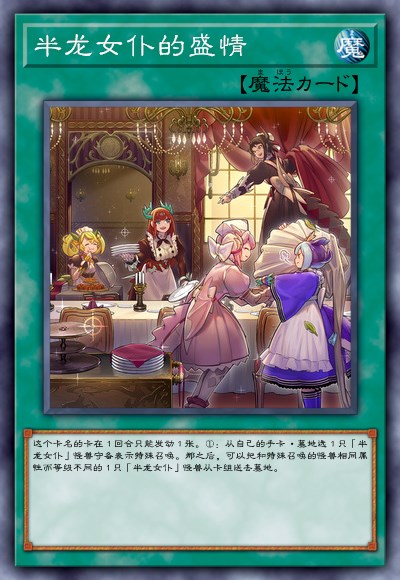 半龙女仆的盛情
魔
【魔法カード】
ま ほう
这个卡名的卡在1回合只能发动1张。①：从自己的手卡・墓地选1只「半
龙女仆」怪兽守备表示特殊召唤。那之后，可以把和特殊召唤的怪兽相同属
性而等级不同的1只「半龙女仆」怪兽从卡组送去墓地。